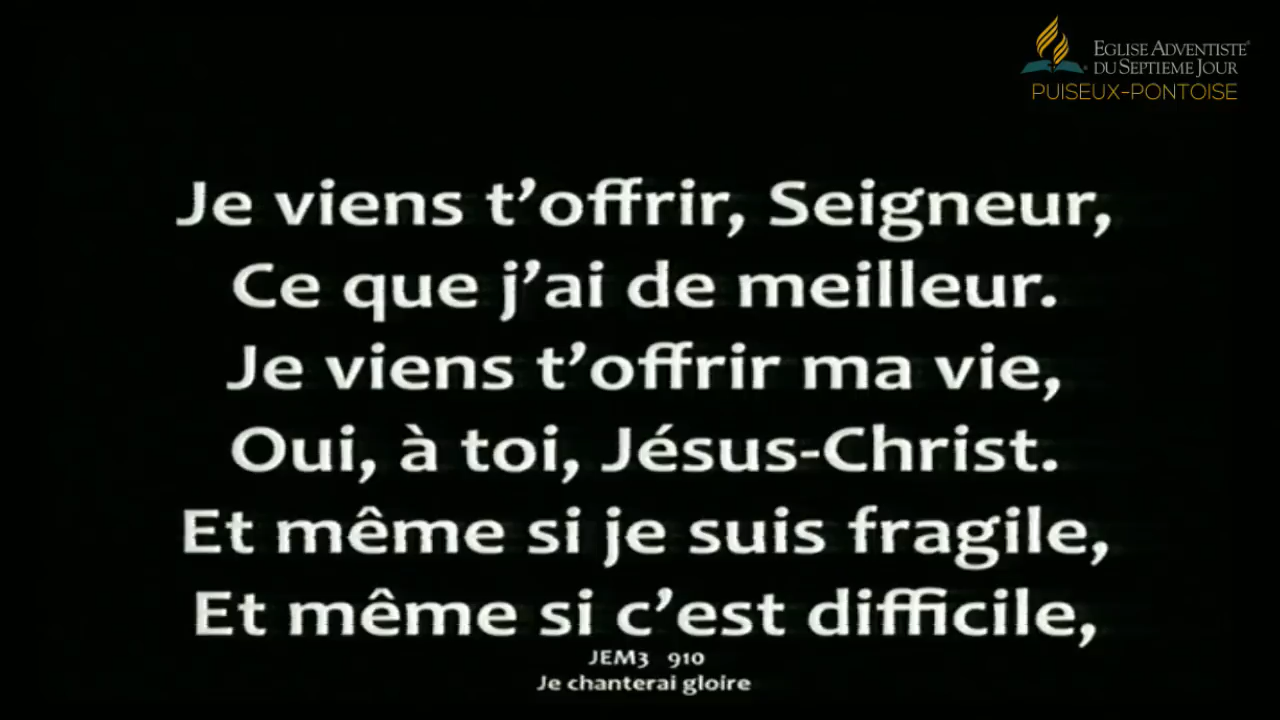 EGLISE ADVENTISTE®
DU SEPTIEME JOUR
PUISEUX-PONTOISE
Je viens t’offrir, Seigneur,
Ce que j’ai de meilleur.
Je viens t’offrir ma vie,
Oui, à toi, Jésus-Christ.
Et même si je suis fragile,
Et même si c’est difficile,
JEM3 910
Je chanterai gloire